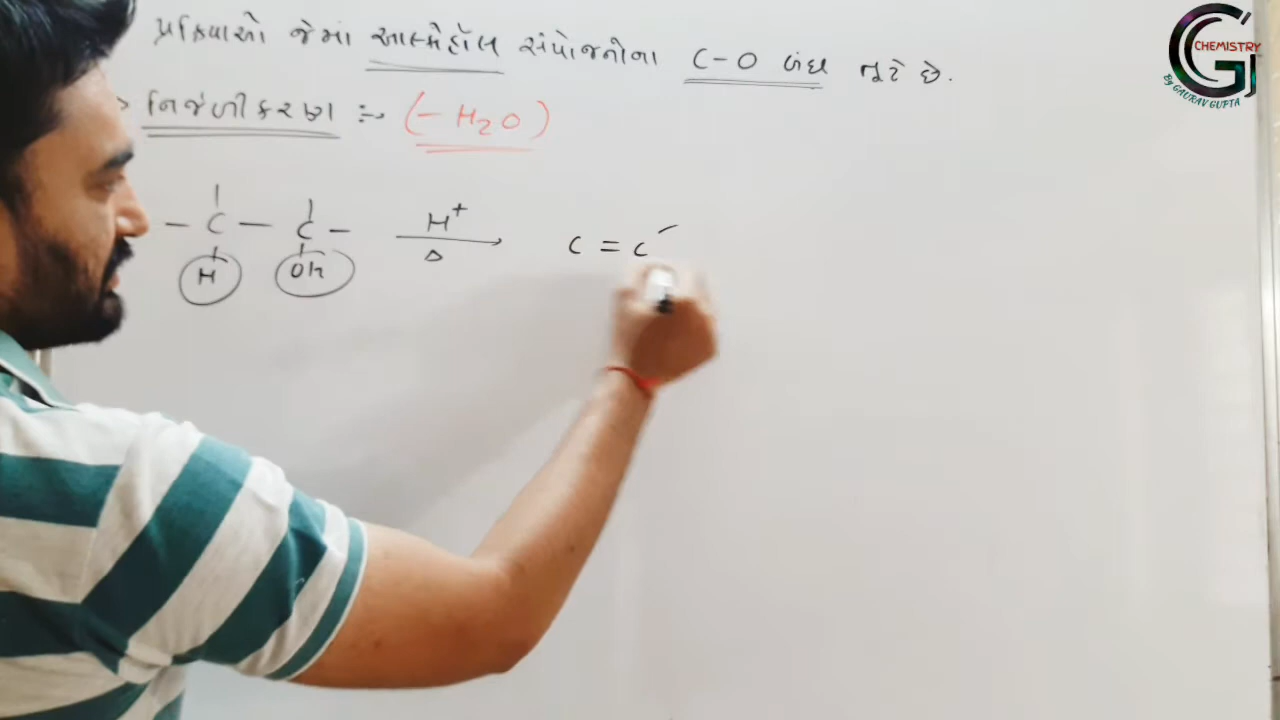 પ્રક્રિયાઓ જેમાં આલ્કોહૉલ સંયોજનોના C-O બંધ તૂટે છે.
નિર્જળીકરણ :- (-H₂O)
- C - C - H⁺ C = C
H OH Δ
CHEMISTRY
By GAURAV GUPTA